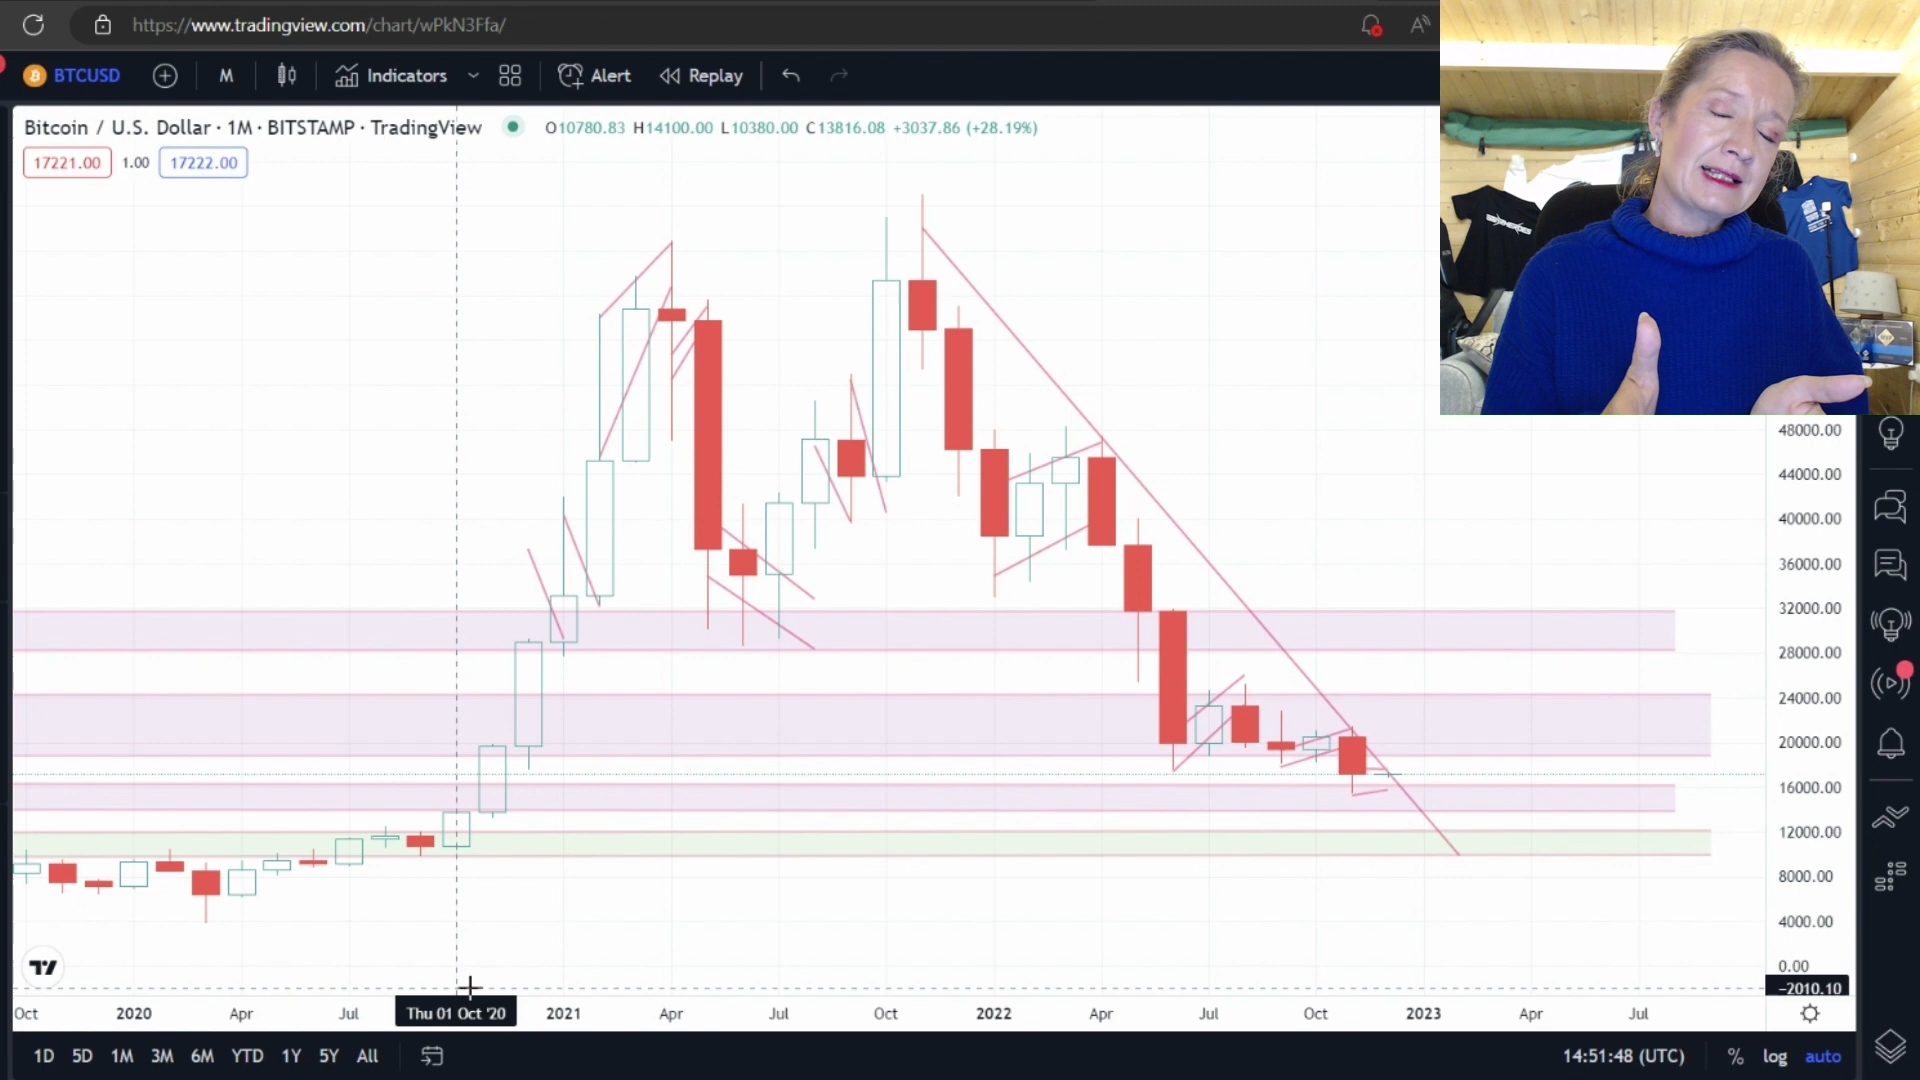 https://www.tradingview.com/chart/wPkN3Ffa/
BTCUSD M Indicators Alert Replay
Bitcoin / U.S. Dollar · 1M · BITSTAMP · TradingView O10780.83 H14100.00 L10380.00 C13816.08 +3037.86 (+28.19%)
17221.00 1.00 17222.00
48000.00
44000.00
40000.00
36000.00
32000.00
28000.00
24000.00
20000.00
16000.00
12000.00
8000.00
4000.00
0.00
−2010.10
Oct 2020 Apr Jul Thu 01 Oct '20 2021 Apr Jul Oct 2022 Apr Jul Oct 2023 Apr Jul
1D 5D 1M 3M 6M YTD 1Y 5Y All 14:51:48 (UTC) % log auto